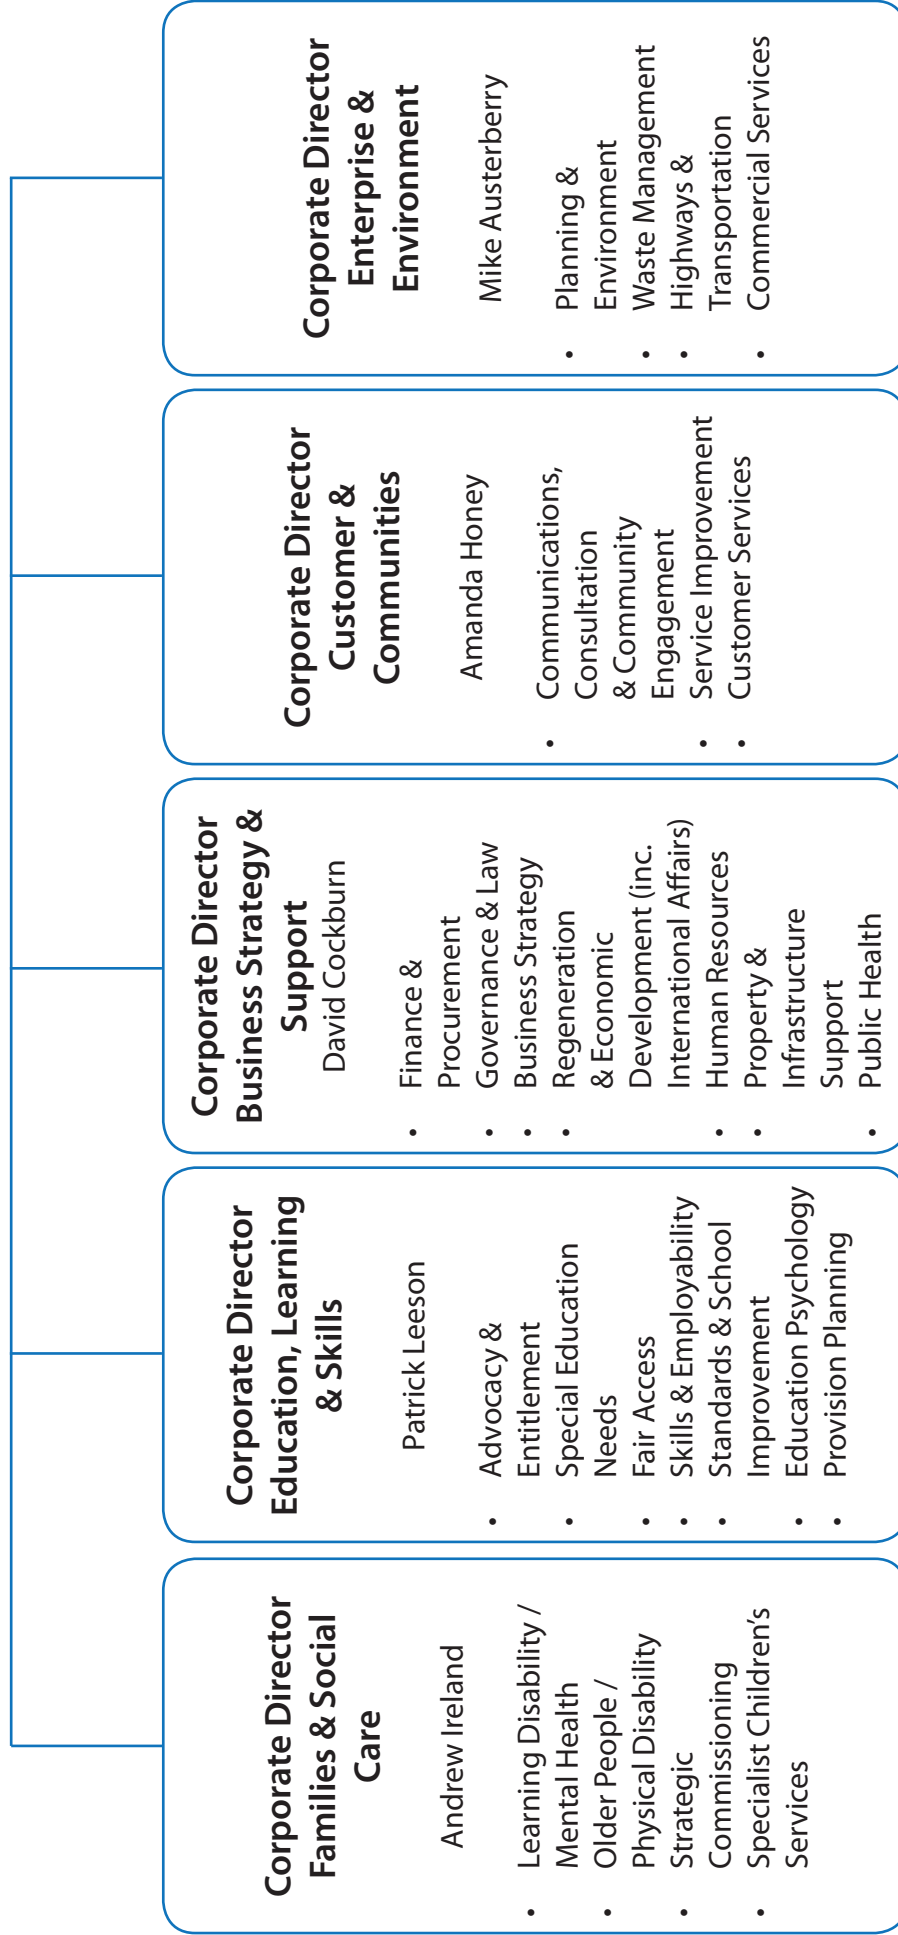 Corporate Director
Families & Social
Care
Andrew Ireland
• Learning Disability /
Mental Health
• Older People /
Physical Disability
• Strategic
Commissioning
• Specialist Children's
Services
Corporate Director
Education, Learning
& Skills
Patrick Leeson
• Advocacy &
Entitlement
• Special Education
Needs
• Fair Access
• Skills & Employability
• Standards & School
Improvement
• Education Psychology
• Provision Planning
Corporate Director
Business Strategy &
Support
David Cockburn
• Finance &
Procurement
• Governance & Law
• Business Strategy
• Regeneration
& Economic
Development (inc.
International Affairs)
• Human Resources
• Property &
Infrastructure
Support
• Public Health
Corporate Director
Customer &
Communities
Amanda Honey
• Communications,
Consultation
& Community
Engagement
• Service Improvement
• Customer Services
Corporate Director
Enterprise &
Environment
Mike Austerberry
• Planning &
Environment
• Waste Management
• Highways &
Transportation
• Commercial Services